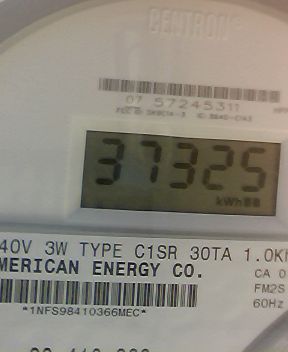 CENTRON®
07 57245311
37325
kWh88
40V 3W TYPE C1SR 30TA 1.0K
MERICAN ENERGY CO.
CA 0
FM2S
60Hz
*1NFS98410366MEC*